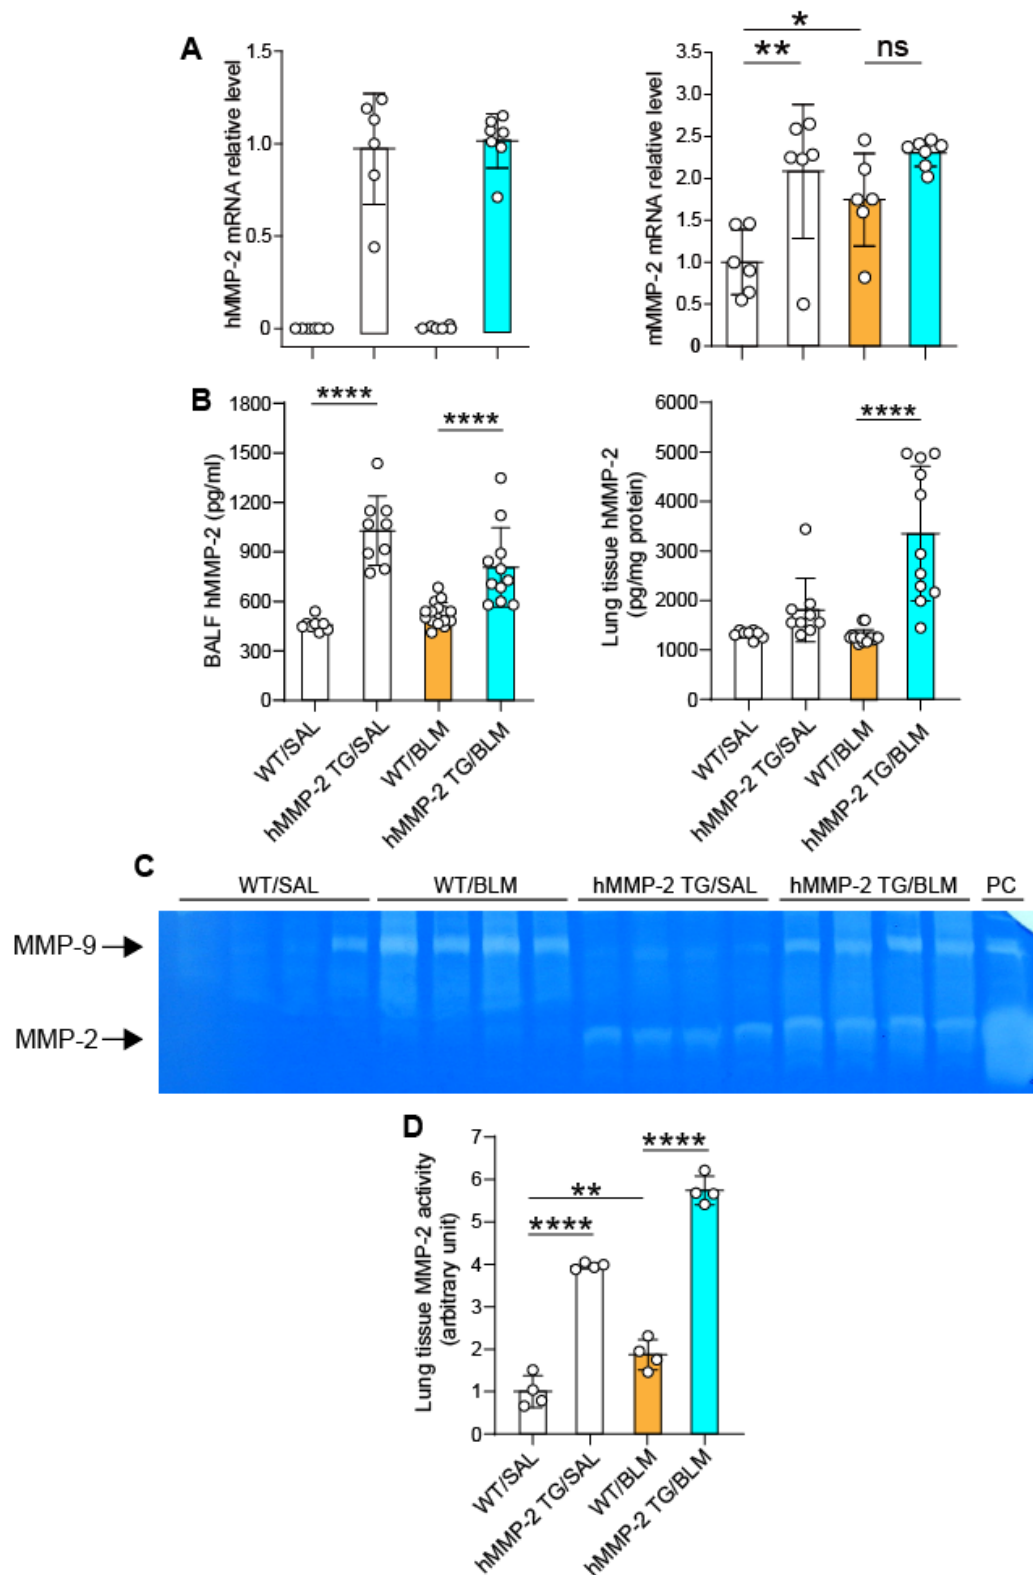 A
hMMP-2 mRNA relative level
1.5
1.0
0.5
0
mMMP-2 mRNA relative level
3.5
3.0
2.5
2.0
1.5
1.0
0.5
0
*
**
ns
B
BALF hMMP-2 (pg/ml)
1800
1500
1200
900
600
300
0
****
****
WT/SAL
hMMP-2 TG/SAL
WT/BLM
hMMP-2 TG/BLM
Lung tissue hMMP-2
(pg/mg protein)
6000
5000
4000
3000
2000
1000
0
****
WT/SAL
hMMP-2 TG/SAL
WT/BLM
hMMP-2 TG/BLM
C
WT/SAL WT/BLM hMMP-2 TG/SAL hMMP-2 TG/BLM PC
MMP-9
MMP-2
D
Lung tissue MMP-2 activity
(arbitrary unit)
7
6
5
4
3
2
1
0
****
**
****
WT/SAL
hMMP-2 TG/SAL
WT/BLM
hMMP-2 TG/BLM